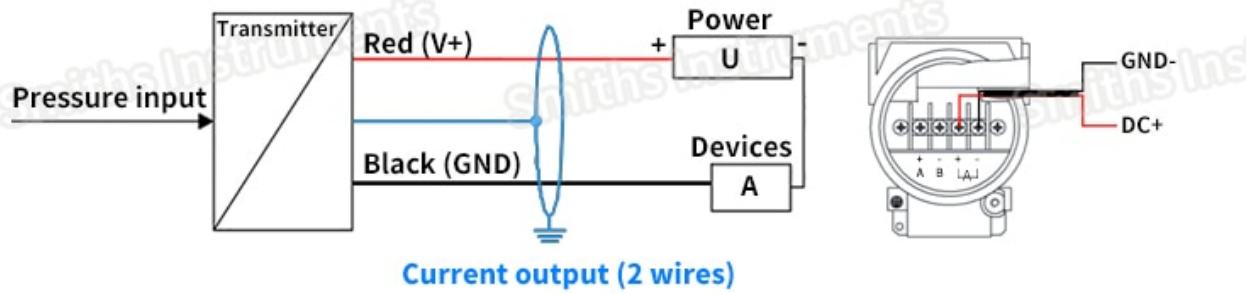 Transmitter
Red (V+)
Power
+ U -
Pressure input
Black (GND)
Devices
A
Current output (2 wires)
GND-
DC+
+ - + -
A B A
Smiths Instruments
Smiths Instruments
Smiths Ins